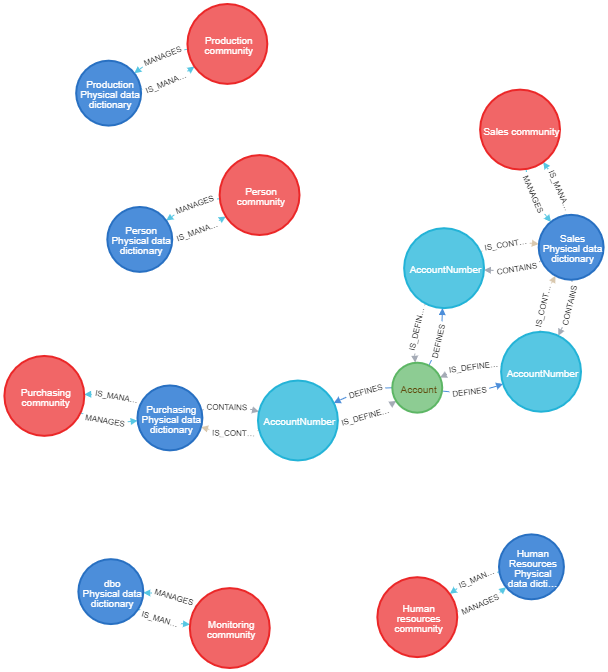 Production
community
MANAGES..
IS_MANA…
Production
Physical data
dictionary
Sales community
MANAGES
IS_MANA…
Person
community
MANAGES..
IS_MANA…
Person
Physical data
dictionary
Sales
Physical data
dictionary
IS_CONT…
CONTAINS
AccountNumber
IS_CONT…
CONTAINS
IS_DEFIN…
DEFINES
AccountNumber
IS_DEFINE…
DEFINES
Account
Purchasing
community
IS_MANA…
MANAGES
Purchasing
Physical data
dictionary
CONTAINS
IS_CONT…
AccountNumber
DEFINES
IS_DEFINE…
dbo
Physical data
dictionary
MANAGES
IS_MAN…
Monitoring
community
Human
Resources
Physical
data dicti…
IS_MAN…
MANAGES
Human
resources
community